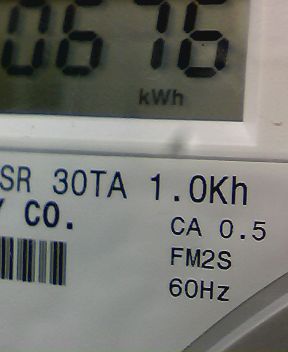 0676
kWh
SR 30TA 1.0Kh
Y CO.
CA 0.5
FM2S
60Hz